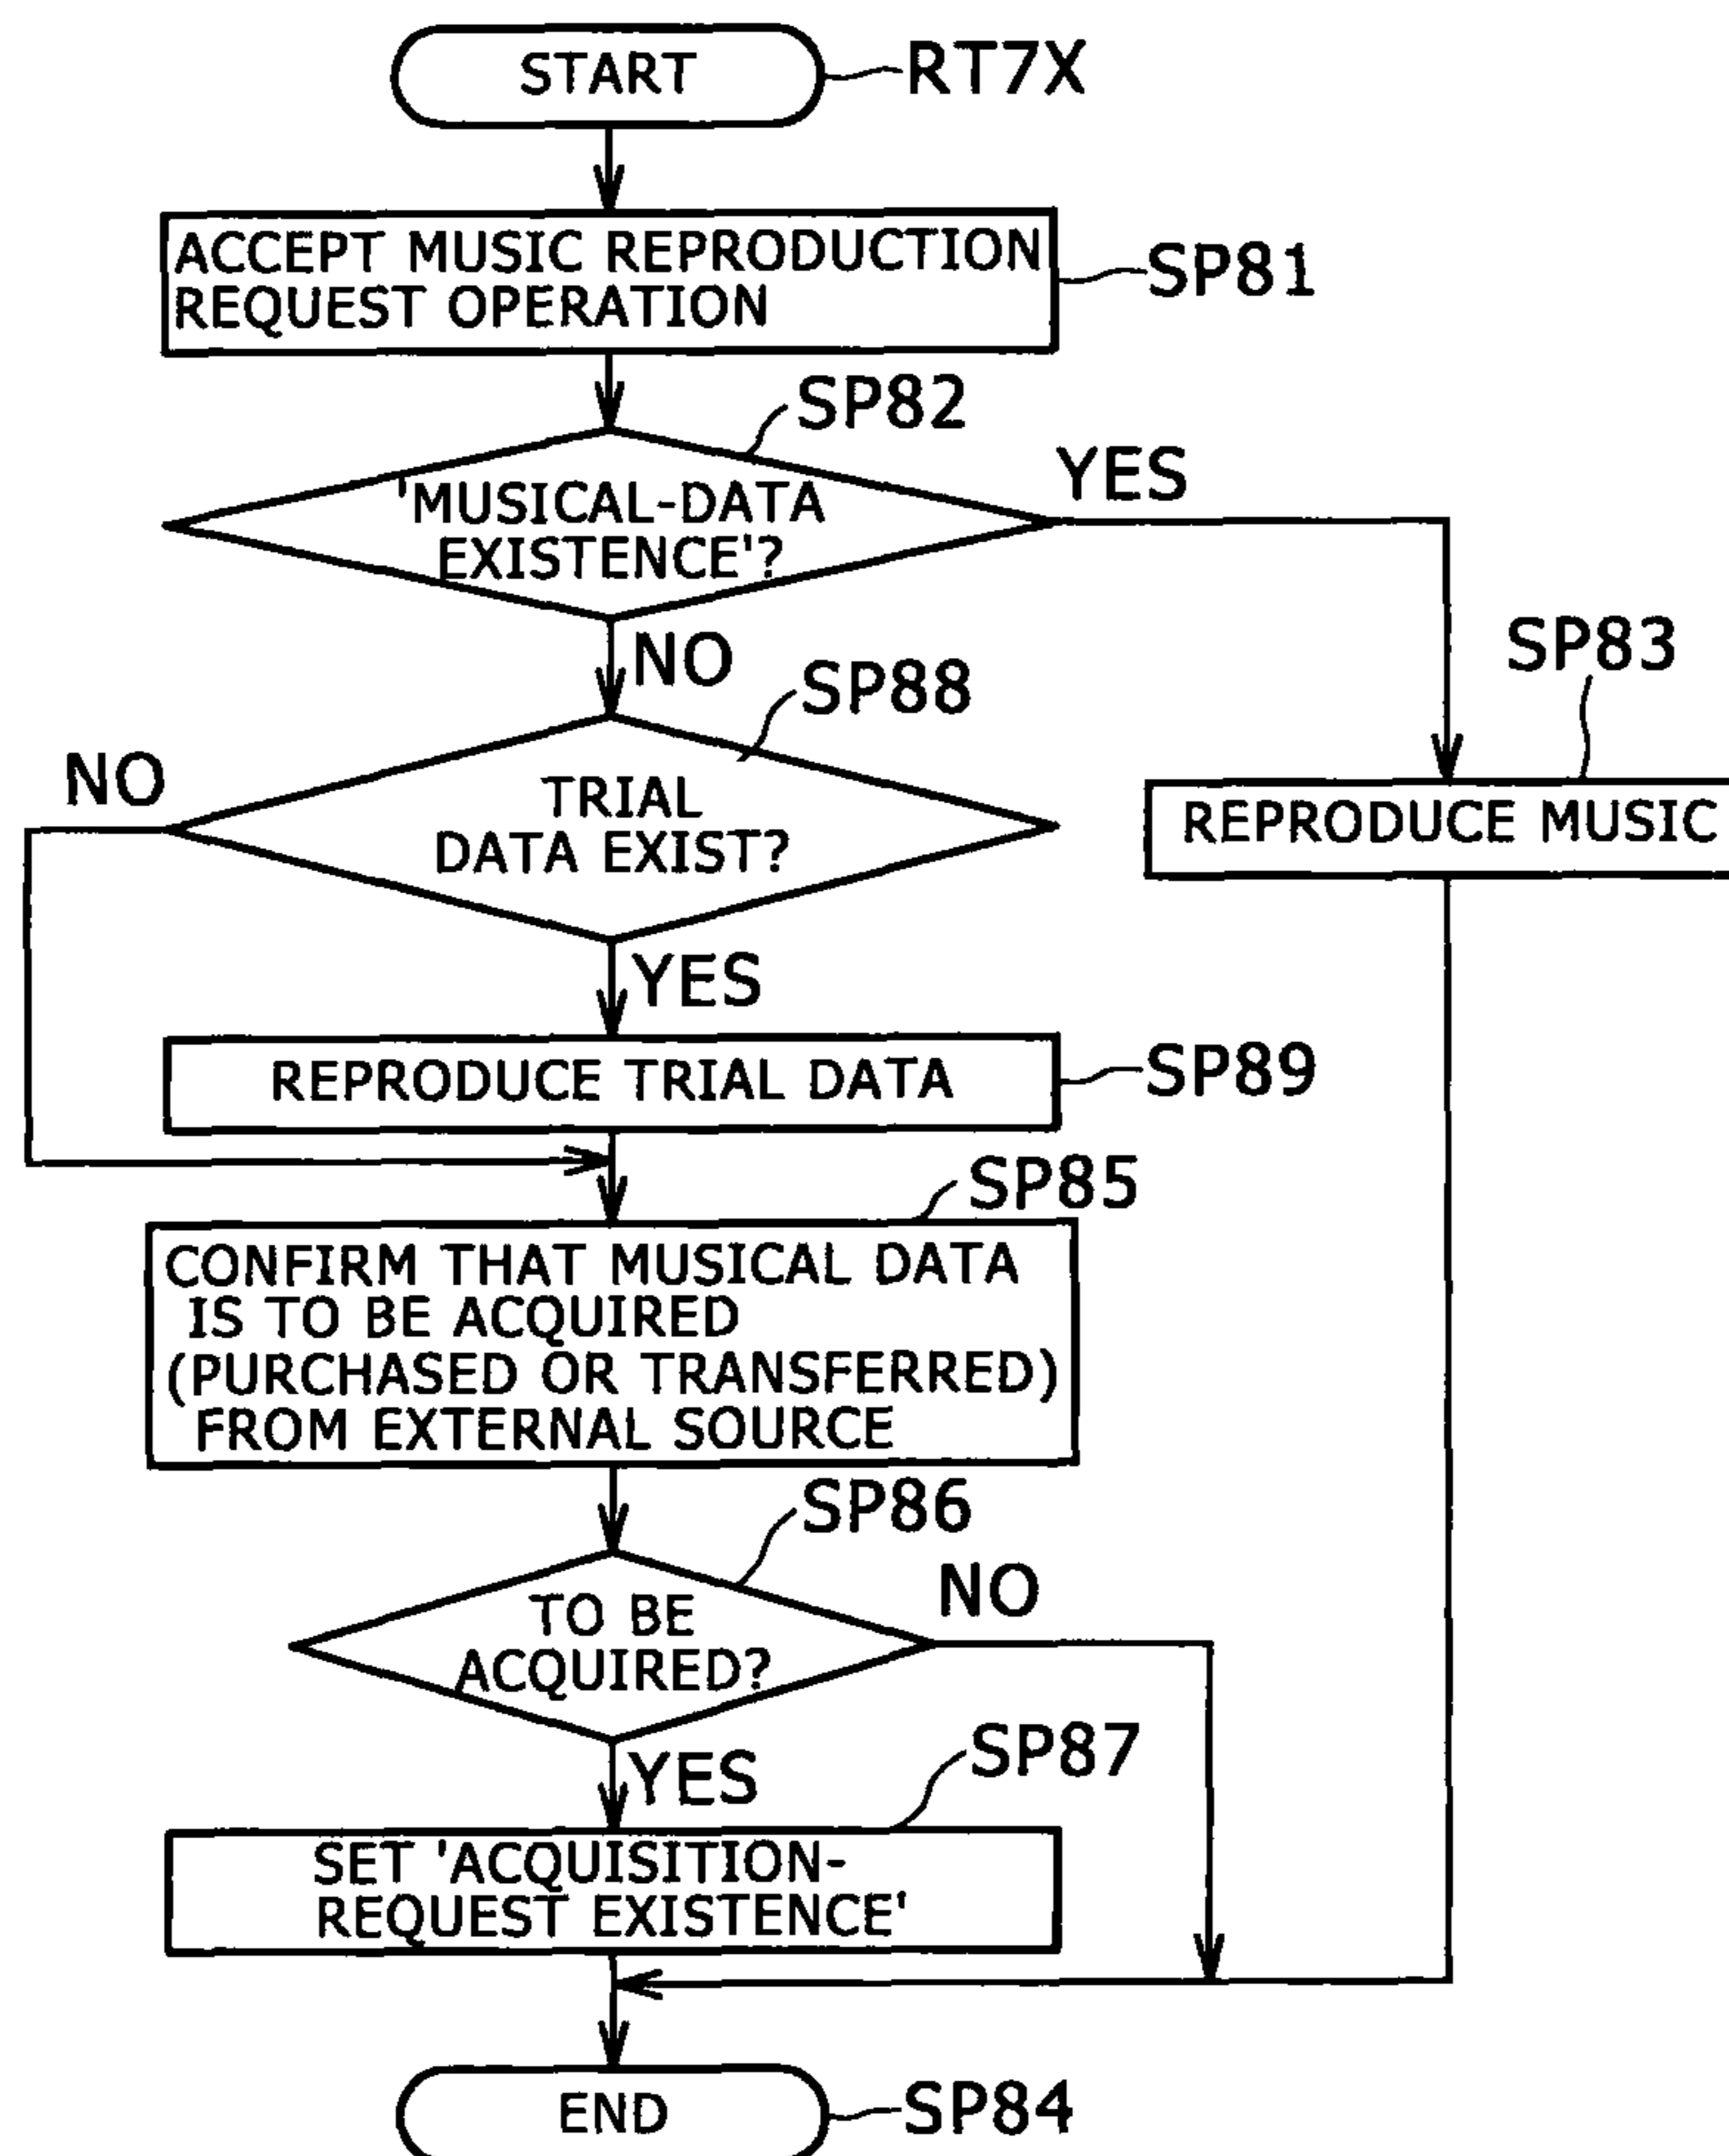 START
RT7X
ACCEPT MUSIC REPRODUCTION
REQUEST OPERATION
SP81
SP82
'MUSICAL-DATA
EXISTENCE'?
YES
NO
SP83
REPRODUCE MUSIC
SP88
TRIAL
DATA EXIST?
NO
YES
REPRODUCE TRIAL DATA
SP89
SP85
CONFIRM THAT MUSICAL DATA
IS TO BE ACQUIRED
(PURCHASED OR TRANSFERRED)
FROM EXTERNAL SOURCE
SP86
TO BE
ACQUIRED?
NO
YES
SP87
SET 'ACQUISITION-
REQUEST EXISTENCE'
END
SP84